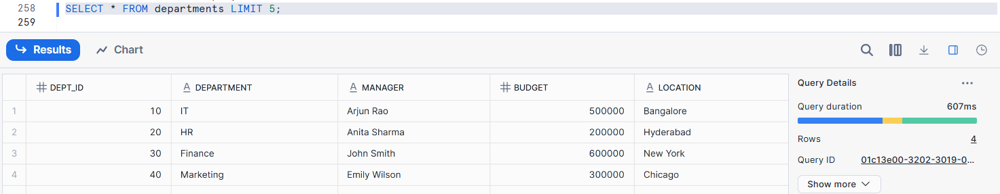 258 SELECT * FROM departments LIMIT 5;
259
Results Chart
DEPT_ID DEPARTMENT MANAGER BUDGET LOCATION
1 10 IT Arjun Rao 500000 Bangalore
2 20 HR Anita Sharma 200000 Hyderabad
3 30 Finance John Smith 600000 New York
4 40 Marketing Emily Wilson 300000 Chicago
Query Details
Query duration 607ms
Rows 4
Query ID 01c13e00-3202-3019-0...
Show more